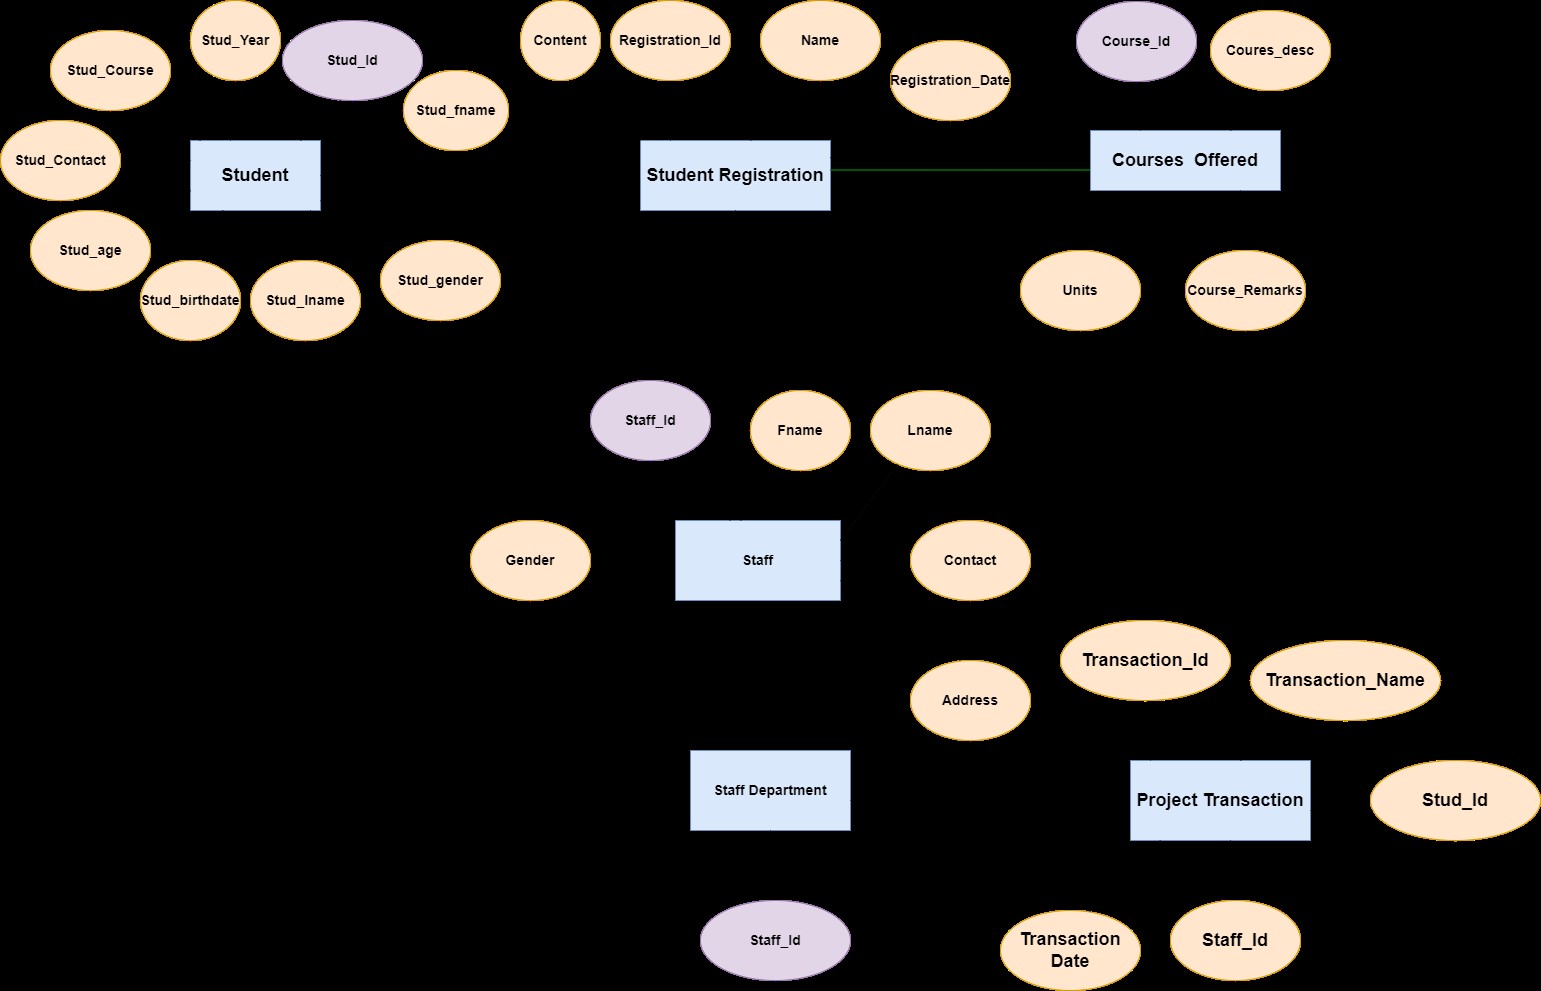 Stud_Year
Stud_Id
Stud_Course
Stud_fname
Stud_Contact
Student
Stud_age
Stud_birthdate
Stud_lname
Stud_gender
Content
Registration_Id
Name
Registration_Date
Student Registration
Course_Id
Coures_desc
Courses Offered
Units
Course_Remarks
Staff_Id
Fname
Lname
Gender
Staff
Contact
Address
Staff Department
Staff_Id
Transaction_Id
Transaction_Name
Project Transaction
Stud_Id
Transaction
Date
Staff_Id